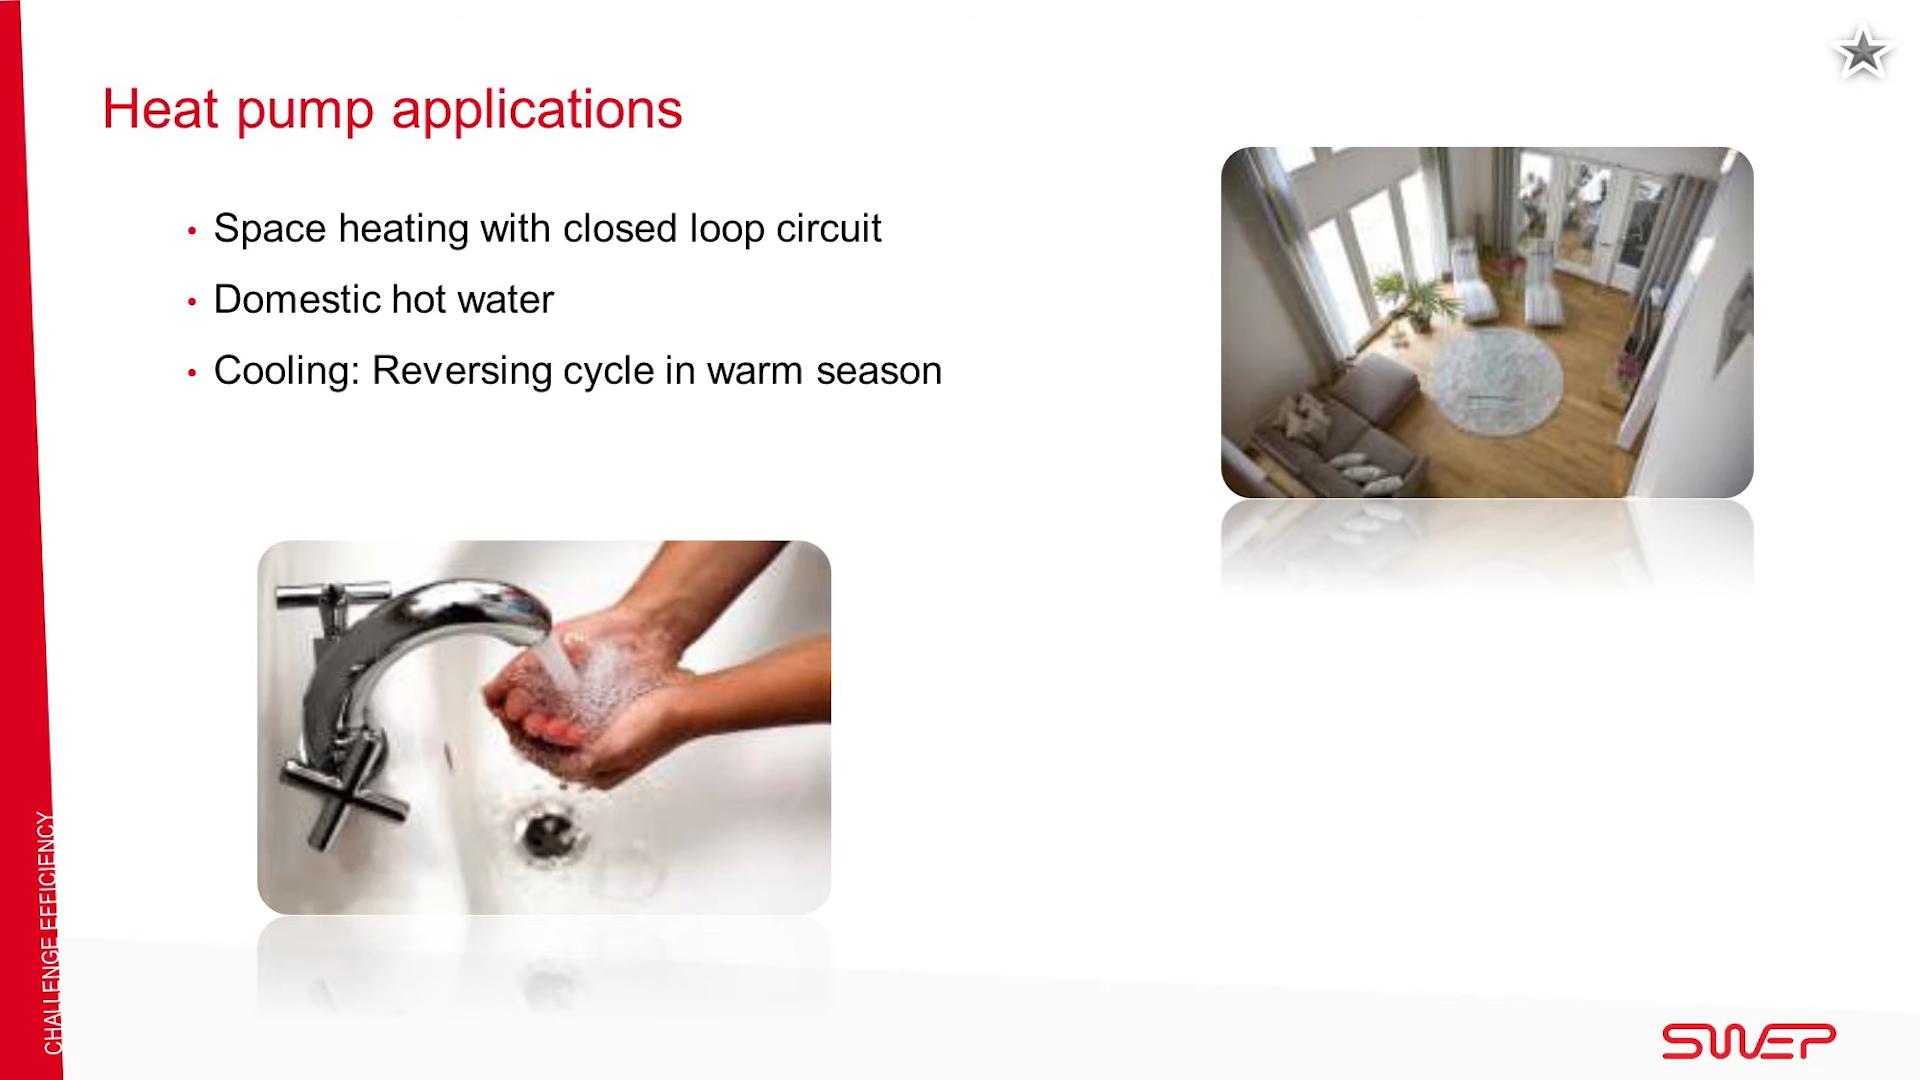 Heat pump applications
• Space heating with closed loop circuit
• Domestic hot water
• Cooling: Reversing cycle in warm season
CHALLENGE EFFICIENCY
SWEP